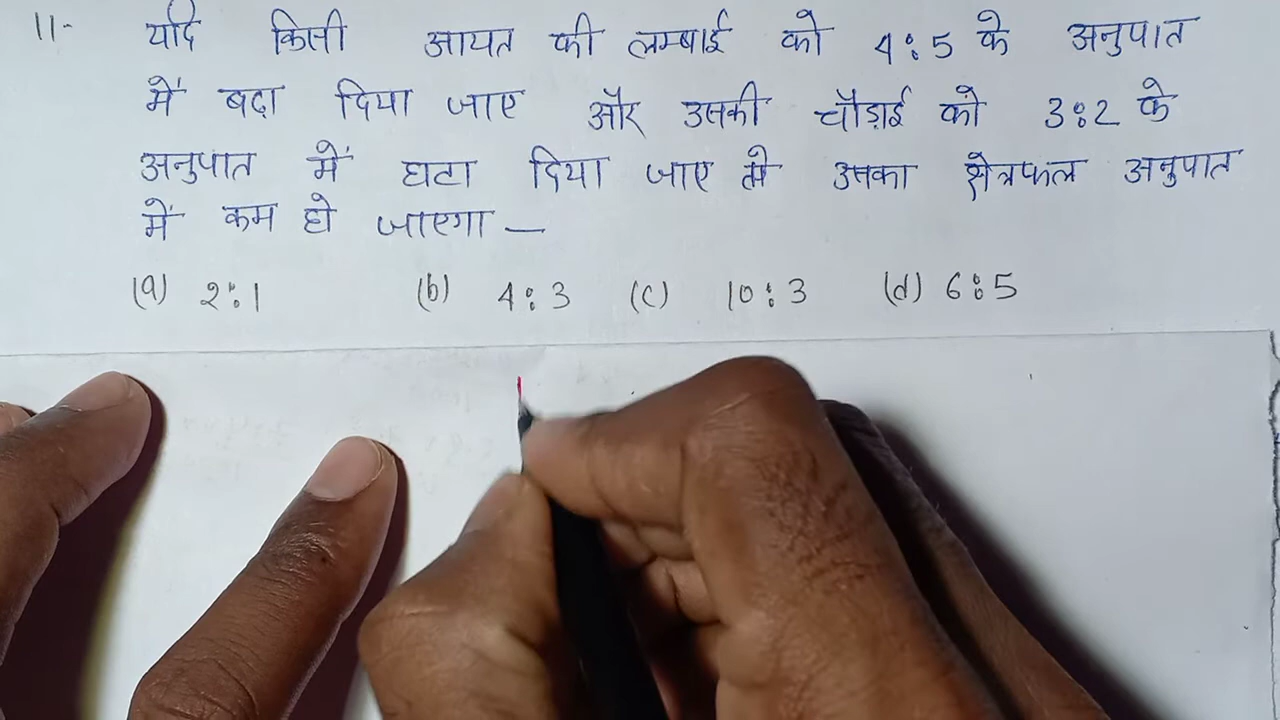 11- यदि किसी आयत की लम्बाई को 4:5 के अनुपात
में बढ़ा दिया जाए और उसकी चौड़ाई को 3:2 के
अनुपात में घटा दिया जाए तो उसका क्षेत्रफल अनुपात
में कम हो जाएगा –
(a) 2:1 (b) 4:3 (c) 10:3 (d) 6:5